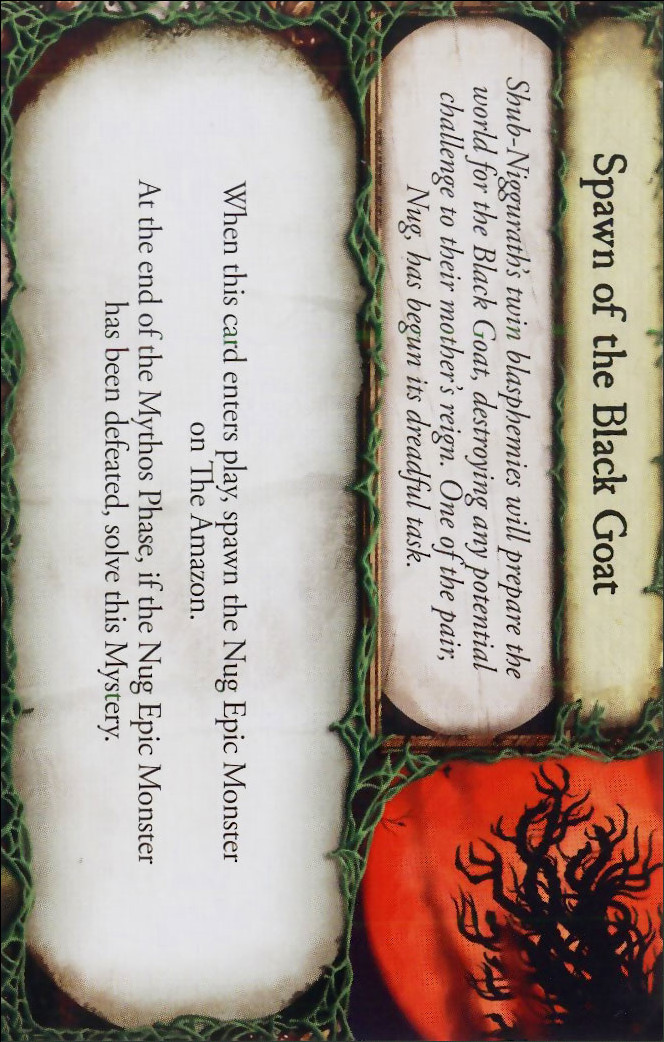 Spawn of the Black Goat
Shub-Niggurath's twin blasphemies will prepare the
world for the Black Goat, destroying any potential
challenge to their mother's reign. One of the pair,
Nug, has begun its dreadful task.
When this card enters play, spawn the Nug Epic Monster
on The Amazon.
At the end of the Mythos Phase, if the Nug Epic Monster
has been defeated, solve this Mystery.